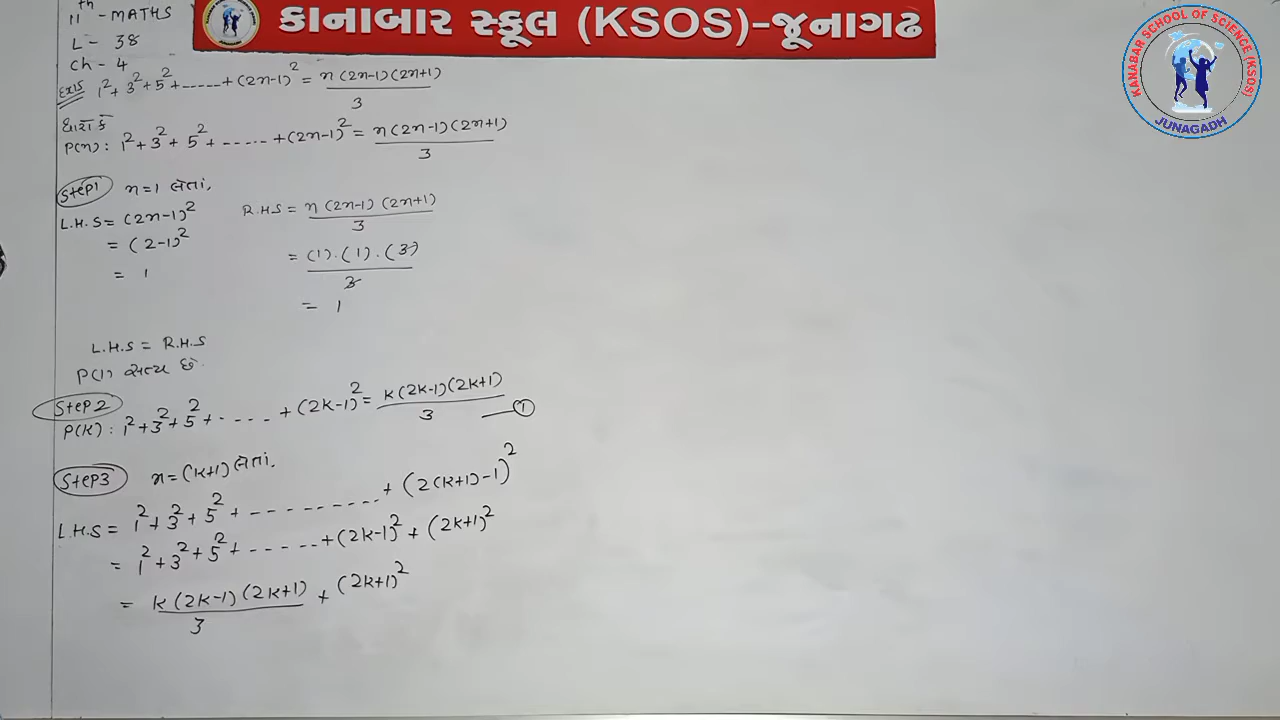 કાનાબાર સ્કૂલ (KSOS)-જૂનાગઢ
KANABAR SCHOOL OF SCIENCE (KSOS)
JUNAGADH
11th - MATHS
L - 38
Ch - 4
Ex15 1² + 3² + 5² + ----- + (2n-1)² = n(2n-1)(2n+1)/3
ધારો કે
P(n) : 1² + 3² + 5² + ----- + (2n-1)² = n(2n-1)(2n+1)/3
Step1 n=1 લેતાં,
L.H.S = (2n-1)² R.H.S = n(2n-1)(2n+1)/3
= (2-1)² = (1).(1).(3)/3
= 1 = 1
L.H.S = R.H.S
P(1) સત્ય છે.
Step2
P(k) : 1² + 3² + 5² + ----- + (2k-1)² = k(2k-1)(2k+1)/3 — ①
Step3 n=(k+1) લેતાં,
L.H.S = 1² + 3² + 5² + --------- + (2(k+1)-1)²
= 1² + 3² + 5² + ----- + (2k-1)² + (2k+1)²
= k(2k-1)(2k+1)/3 + (2k+1)²